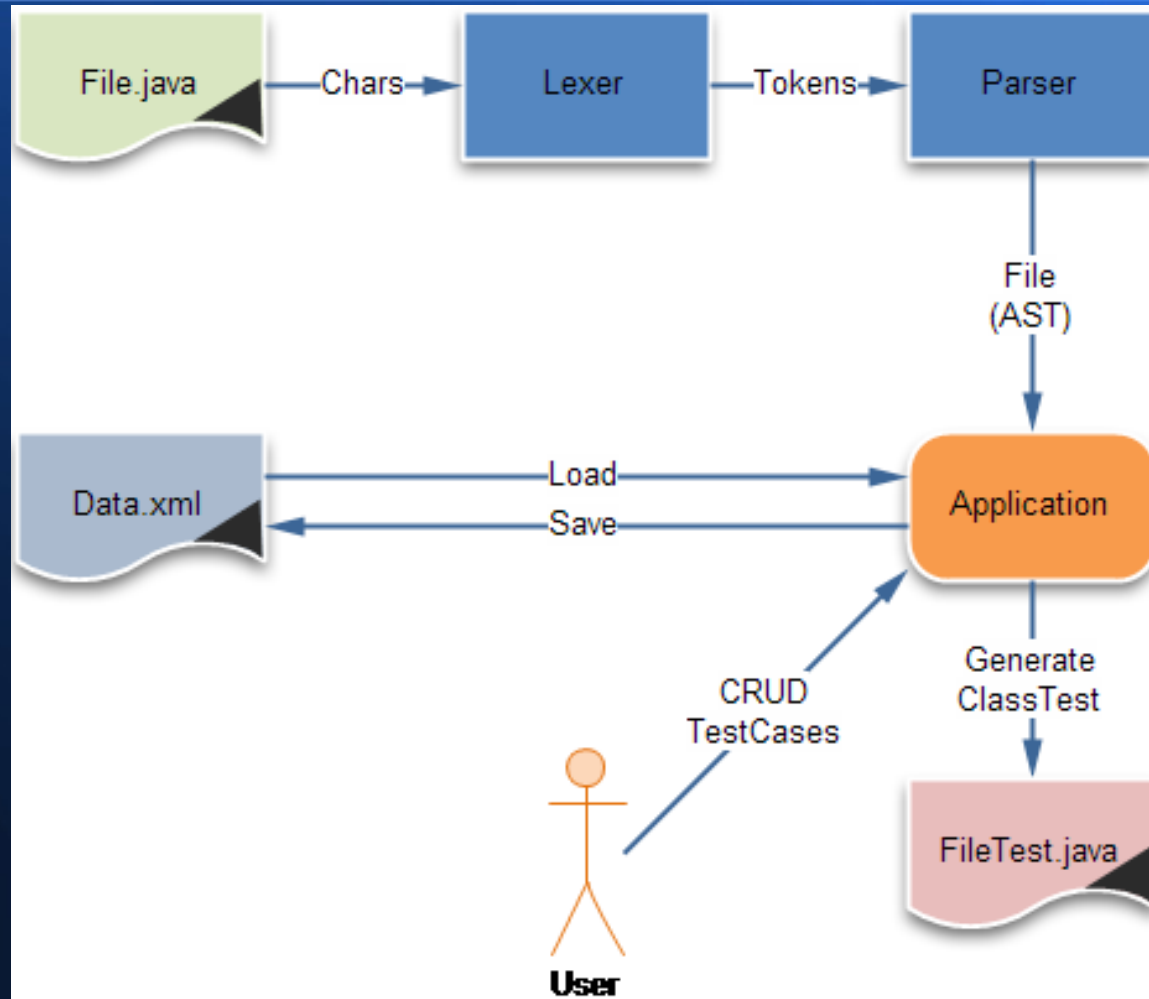 File.java
Chars
Lexer
Tokens
Parser
File
(AST)
Data.xml
Load
Save
Application
CRUD
TestCases
Generate
ClassTest
FileTest.java
User